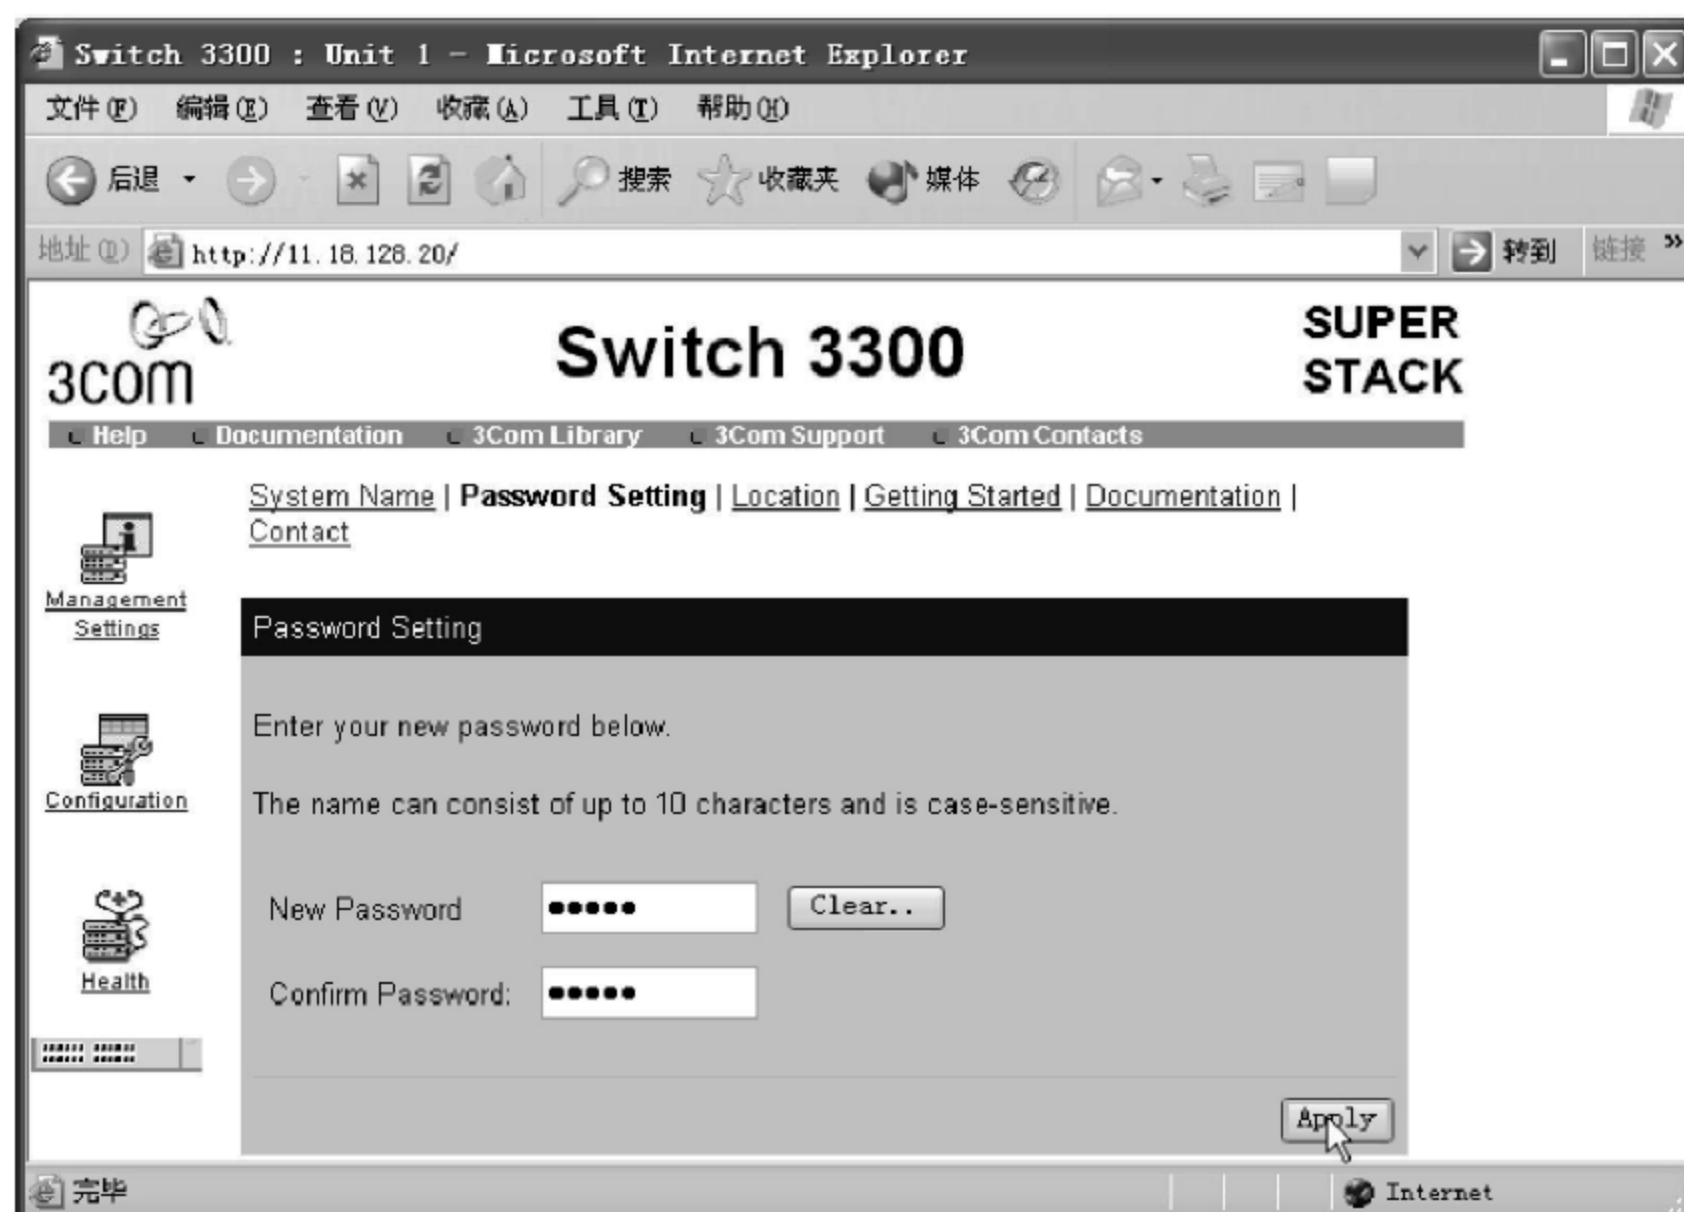 Switch 3300 : Unit 1 - Microsoft Internet Explorer
文件(F) 编辑(E) 查看(V) 收藏(A) 工具(T) 帮助(H)
后退 搜索 收藏夹 媒体
地址(D) http://11.18.128.20/ 转到 链接 »
3COM Switch 3300 SUPER
STACK
Help Documentation 3Com Library 3Com Support 3Com Contacts
System Name | Password Setting | Location | Getting Started | Documentation |
Contact
Management
Settings
Password Setting
Enter your new password below.
Configuration
The name can consist of up to 10 characters and is case-sensitive.
New Password ••••• Clear..
Health
Confirm Password: •••••
Apply
完毕 Internet